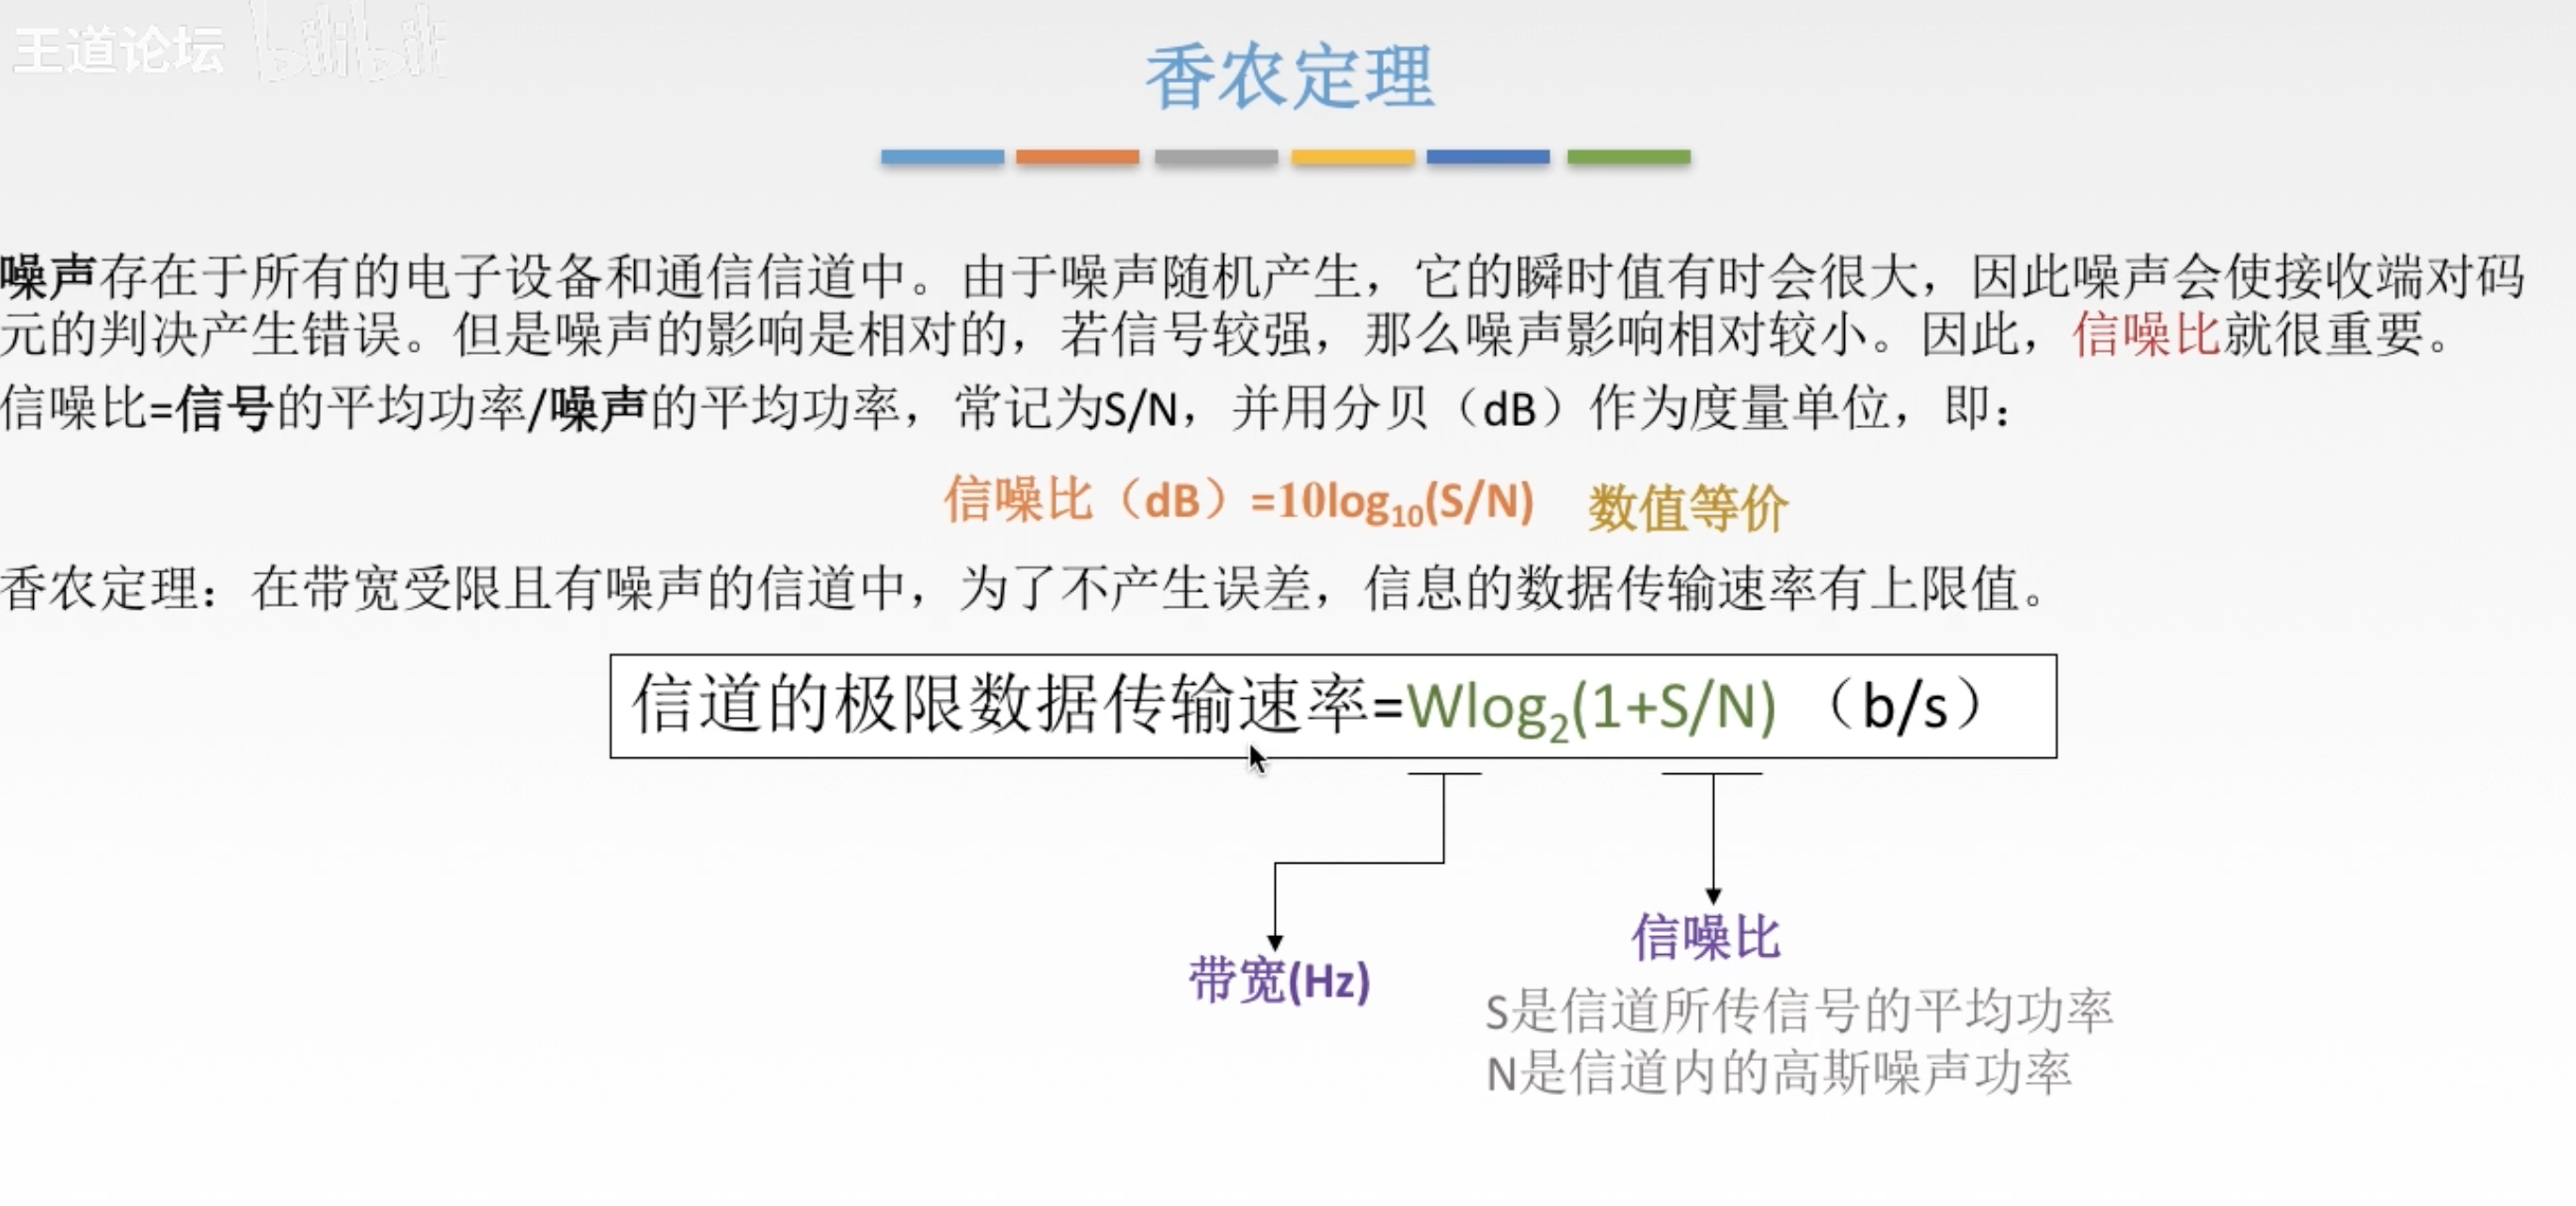 王道论坛 bilibili
香农定理
噪声存在于所有的电子设备和通信信道中。由于噪声随机产生，它的瞬时值有时会很大，因此噪声会使接收端对码
元的判决产生错误。但是噪声的影响是相对的，若信号较强，那么噪声影响相对较小。因此，信噪比就很重要。
信噪比=信号的平均功率/噪声的平均功率，常记为S/N，并用分贝（dB）作为度量单位，即：
信噪比（dB）=10log₁₀(S/N) 数值等价
香农定理：在带宽受限且有噪声的信道中，为了不产生误差，信息的数据传输速率有上限值。
信道的极限数据传输速率=Wlog₂(1+S/N)（b/s）
信噪比
带宽(Hz)
S是信道所传信号的平均功率
N是信道内的高斯噪声功率